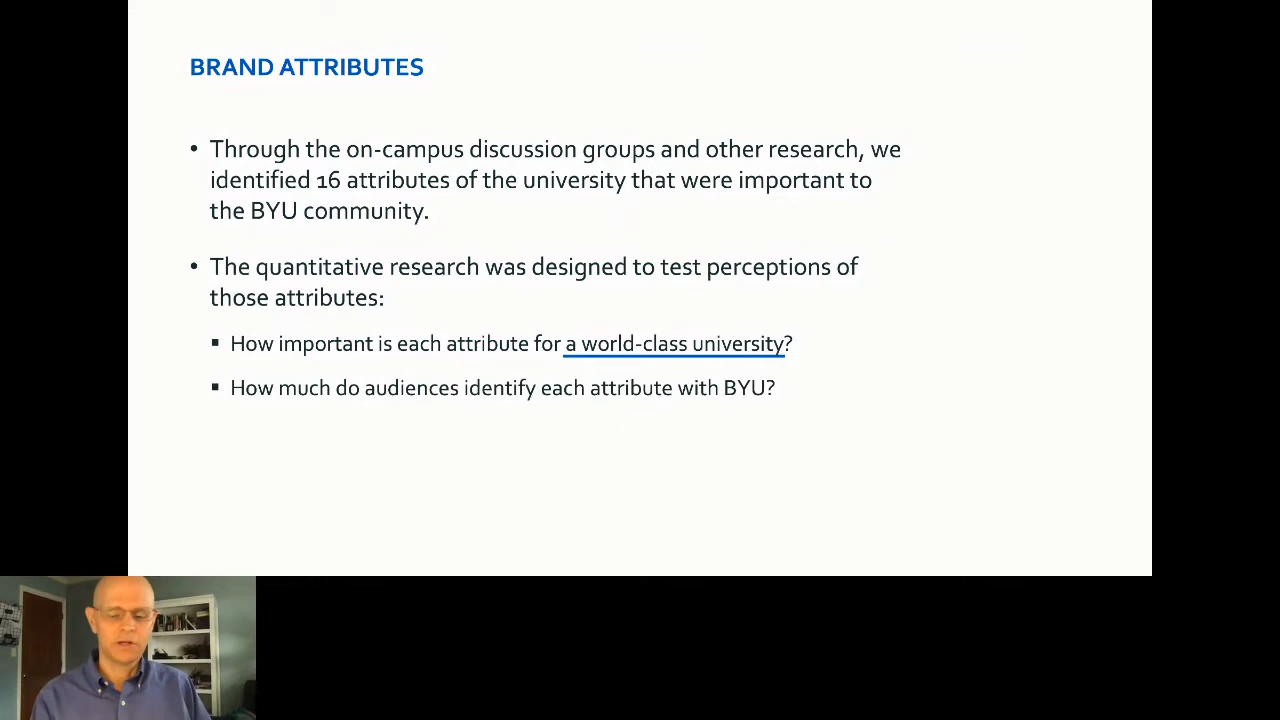 BRAND ATTRIBUTES
• Through the on-campus discussion groups and other research, we
identified 16 attributes of the university that were important to
the BYU community.
• The quantitative research was designed to test perceptions of
those attributes:
▪ How important is each attribute for a world-class university?
▪ How much do audiences identify each attribute with BYU?